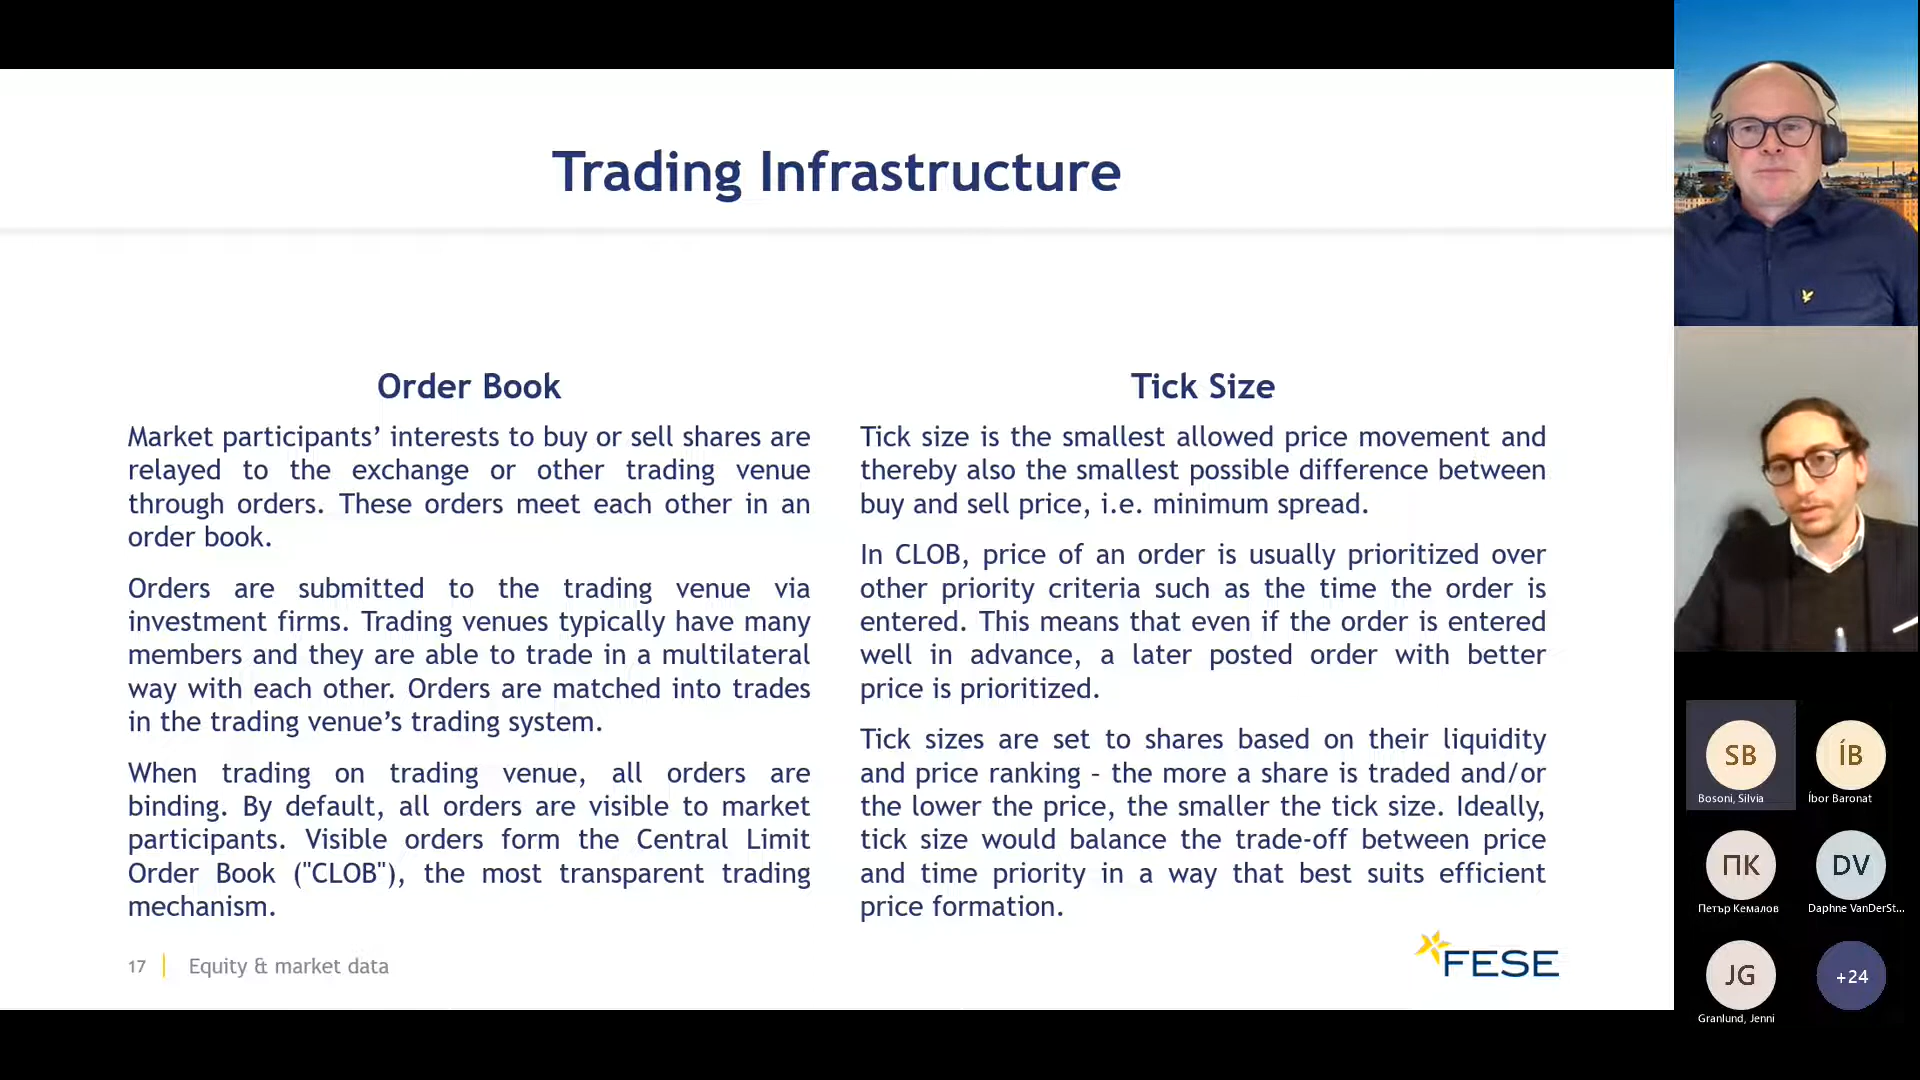 Trading Infrastructure
Order Book
Market participants’ interests to buy or sell shares are
relayed to the exchange or other trading venue
through orders. These orders meet each other in an
order book.
Orders are submitted to the trading venue via
investment firms. Trading venues typically have many
members and they are able to trade in a multilateral
way with each other. Orders are matched into trades
in the trading venue’s trading system.
When trading on trading venue, all orders are
binding. By default, all orders are visible to market
participants. Visible orders form the Central Limit
Order Book ("CLOB"), the most transparent trading
mechanism.
Tick Size
Tick size is the smallest allowed price movement and
thereby also the smallest possible difference between
buy and sell price, i.e. minimum spread.
In CLOB, price of an order is usually prioritized over
other priority criteria such as the time the order is
entered. This means that even if the order is entered
well in advance, a later posted order with better
price is prioritized.
Tick sizes are set to shares based on their liquidity
and price ranking – the more a share is traded and/or
the lower the price, the smaller the tick size. Ideally,
tick size would balance the trade-off between price
and time priority in a way that best suits efficient
price formation.
17
Equity & market data
FESE
SB
Bosoni, Silvia
ÍB
Íbor Baronat
ПК
Петър Кемалов
DV
Daphne VanDerSt...
JG
Granlund, Jenni
+24